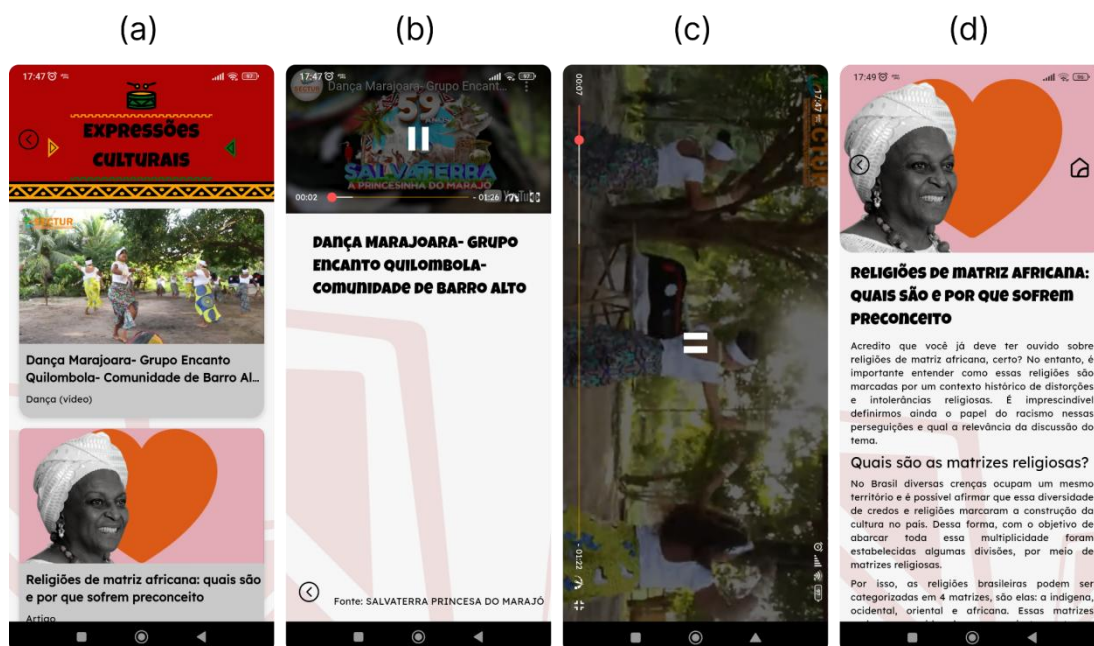 (a)
(b)
(c)
(d)
17:47
EXPRESSÕES
CULTURAIS
SECTUR
Dança Marajoara- Grupo Encanto
Quilombola- Comunidade de Barro Al...
Dança (vídeo)
Religiões de matriz africana: quais são
e por que sofrem preconceito
Artigo
17:47
SECTUR
Dança Marajoara- Grupo Encant...
59
ANOS
SALVATERRA
A PRINCESINHA DO MARAJÓ
00:02
- 01:26
YouTube
DANÇA MARAJOARA- GRUPO
ENCANTO QUILOMBOLA-
COMUNIDADE DE BARRO ALTO
Fonte: SALVATERRA PRINCESA DO MARAJÓ
00:07
17:47
SECTUR
- 01:22
17:49
RELIGIÕES DE MATRIZ AFRICANA:
QUAIS SÃO E POR QUE SOFREM
PRECONCEITO
Acredito que você já deve ter ouvido sobre
religiões de matriz africana, certo? No entanto, é
importante entender como essas religiões são
marcadas por um contexto histórico de distorções
e intolerâncias religiosas. É imprescindível
definirmos ainda o papel do racismo nessas
perseguições e qual a relevância da discussão do
tema.
Quais são as matrizes religiosas?
No Brasil diversas crenças ocupam um mesmo
território e é possível afirmar que essa diversidade
de credos e religiões marcaram a construção da
cultura no país. Dessa forma, com o objetivo de
abarcar toda essa multiplicidade foram
estabelecidas algumas divisões, por meio de
matrizes religiosas.
Por isso, as religiões brasileiras podem ser
categorizadas em 4 matrizes, são elas: a indígena,
ocidental, oriental e africana. Essas matrizes